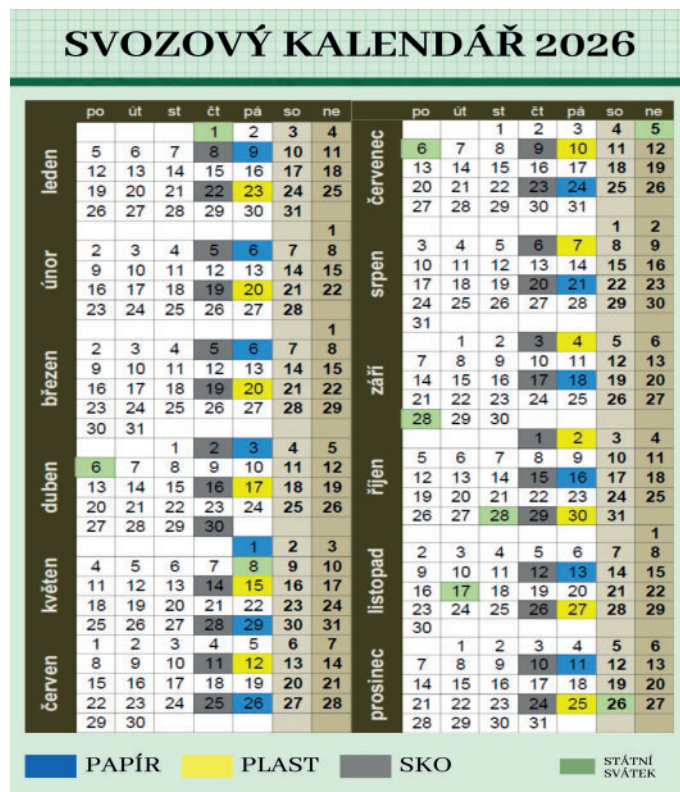 SVOZOVÝ KALENDÁŘ 2026
po út st čt pá so ne
leden
1 2 3 4
5 6 7 8 9 10 11
12 13 14 15 16 17 18
19 20 21 22 23 24 25
26 27 28 29 30 31
únor
1
2 3 4 5 6 7 8
9 10 11 12 13 14 15
16 17 18 19 20 21 22
23 24 25 26 27 28
březen
1
2 3 4 5 6 7 8
9 10 11 12 13 14 15
16 17 18 19 20 21 22
23 24 25 26 27 28 29
30 31
duben
1 2 3 4 5
6 7 8 9 10 11 12
13 14 15 16 17 18 19
20 21 22 23 24 25 26
27 28 29 30
květen
1 2 3
4 5 6 7 8 9 10
11 12 13 14 15 16 17
18 19 20 21 22 23 24
25 26 27 28 29 30 31
červen
1 2 3 4 5 6 7
8 9 10 11 12 13 14
15 16 17 18 19 20 21
22 23 24 25 26 27 28
29 30
po út st čt pá so ne
červenec
1 2 3 4 5
6 7 8 9 10 11 12
13 14 15 16 17 18 19
20 21 22 23 24 25 26
27 28 29 30 31
srpen
1 2
3 4 5 6 7 8 9
10 11 12 13 14 15 16
17 18 19 20 21 22 23
24 25 26 27 28 29 30
31
září
1 2 3 4 5 6
7 8 9 10 11 12 13
14 15 16 17 18 19 20
21 22 23 24 25 26 27
28 29 30
říjen
1 2 3 4
5 6 7 8 9 10 11
12 13 14 15 16 17 18
19 20 21 22 23 24 25
26 27 28 29 30 31
listopad
1
2 3 4 5 6 7 8
9 10 11 12 13 14 15
16 17 18 19 20 21 22
23 24 25 26 27 28 29
30
prosinec
1 2 3 4 5 6
7 8 9 10 11 12 13
14 15 16 17 18 19 20
21 22 23 24 25 26 27
28 29 30 31
PAPÍR PLAST SKO STÁTNÍ
SVÁTEK